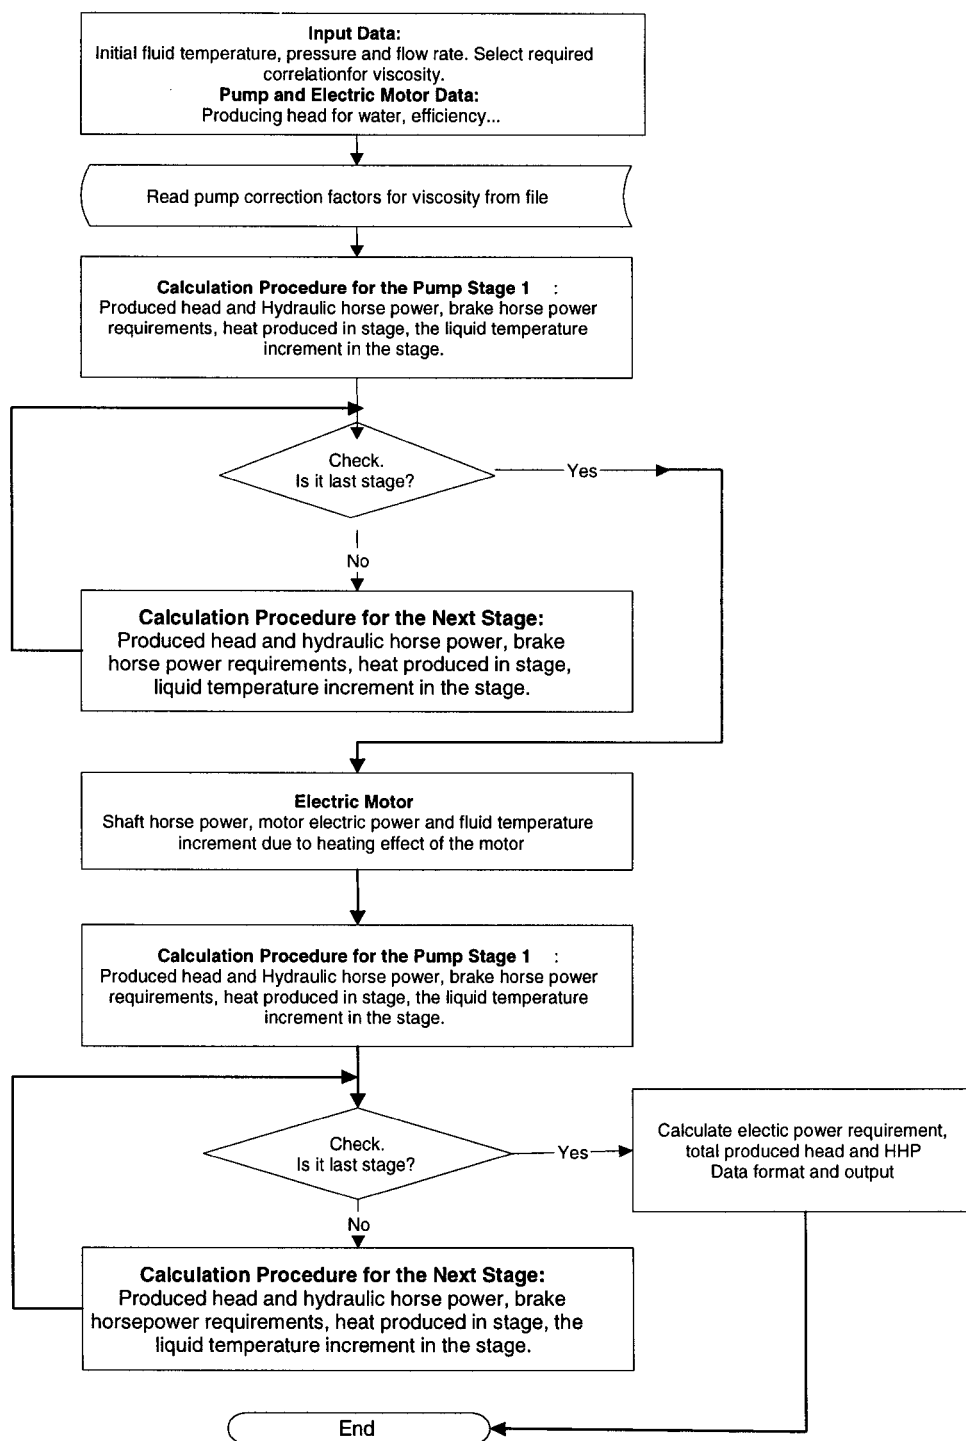 Input Data:
Initial fluid temperature, pressure and flow rate. Select required
correlationfor viscosity.
Pump and Electric Motor Data:
Producing head for water, efficiency...
Read pump correction factors for viscosity from file
Calculation Procedure for the Pump Stage 1 :
Produced head and Hydraulic horse power, brake horse power
requirements, heat produced in stage, the liquid temperature
increment in the stage.
Check.
Is it last stage?
Yes
No
Calculation Procedure for the Next Stage:
Produced head and hydraulic horse power, brake
horse power requirements, heat produced in stage,
liquid temperature increment in the stage.
Electric Motor
Shaft horse power, motor electric power and fluid temperature
increment due to heating effect of the motor
Calculation Procedure for the Pump Stage 1 :
Produced head and Hydraulic horse power, brake horse power
requirements, heat produced in stage, the liquid temperature
increment in the stage.
Check.
Is it last stage?
Yes
Calculate electic power requirement,
total produced head and HHP
Data format and output
No
Calculation Procedure for the Next Stage:
Produced head and hydraulic horse power, brake
horsepower requirements, heat produced in stage, the
liquid temperature increment in the stage.
End